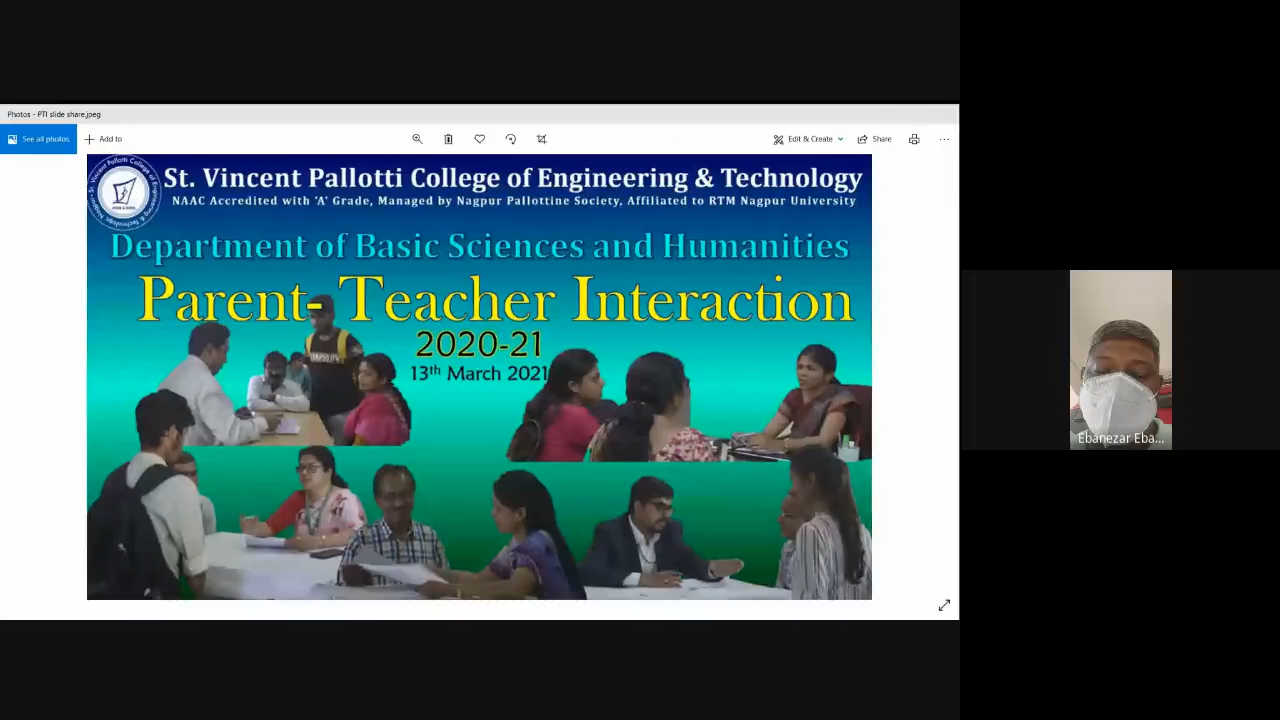 Photos - PTI slide share.jpeg
See all photos
Add to
Edit & Create
Share
St. Vincent Pallotti College of Engineering & Technology
NAAC Accredited with 'A' Grade, Managed by Nagpur Pallottine Society, Affiliated to RTM Nagpur University
Department of Basic Sciences and Humanities
Parent- Teacher Interaction
2020-21
13th March 2021
Ebanezar Eba...